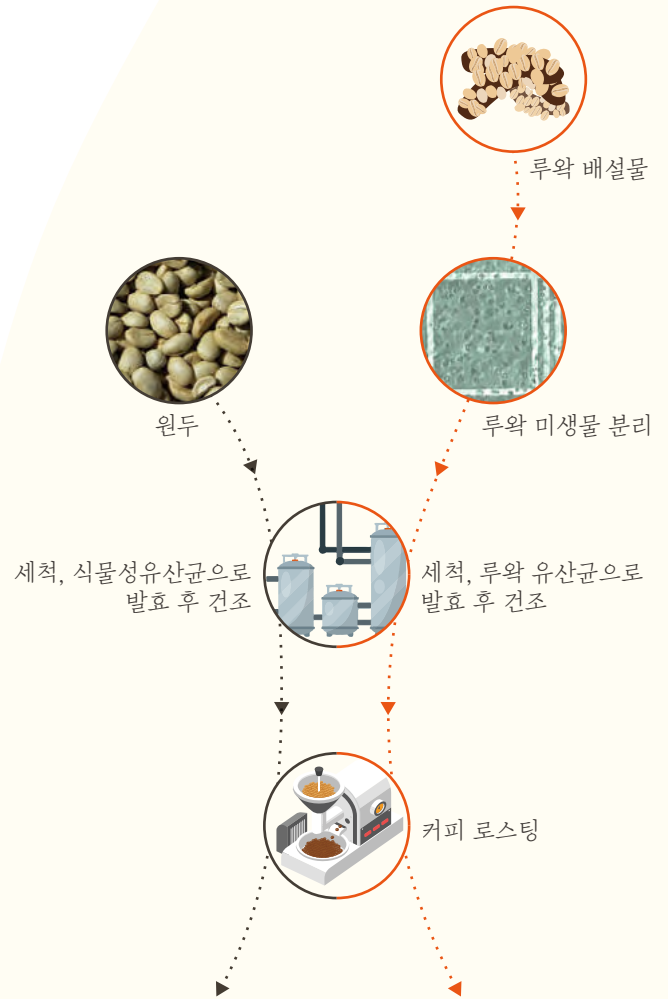 루왁 배설물
원두
루왁 미생물 분리
세척, 식물성유산균으로
발효 후 건조
세척, 루왁 유산균으로
발효 후 건조
커피 로스팅